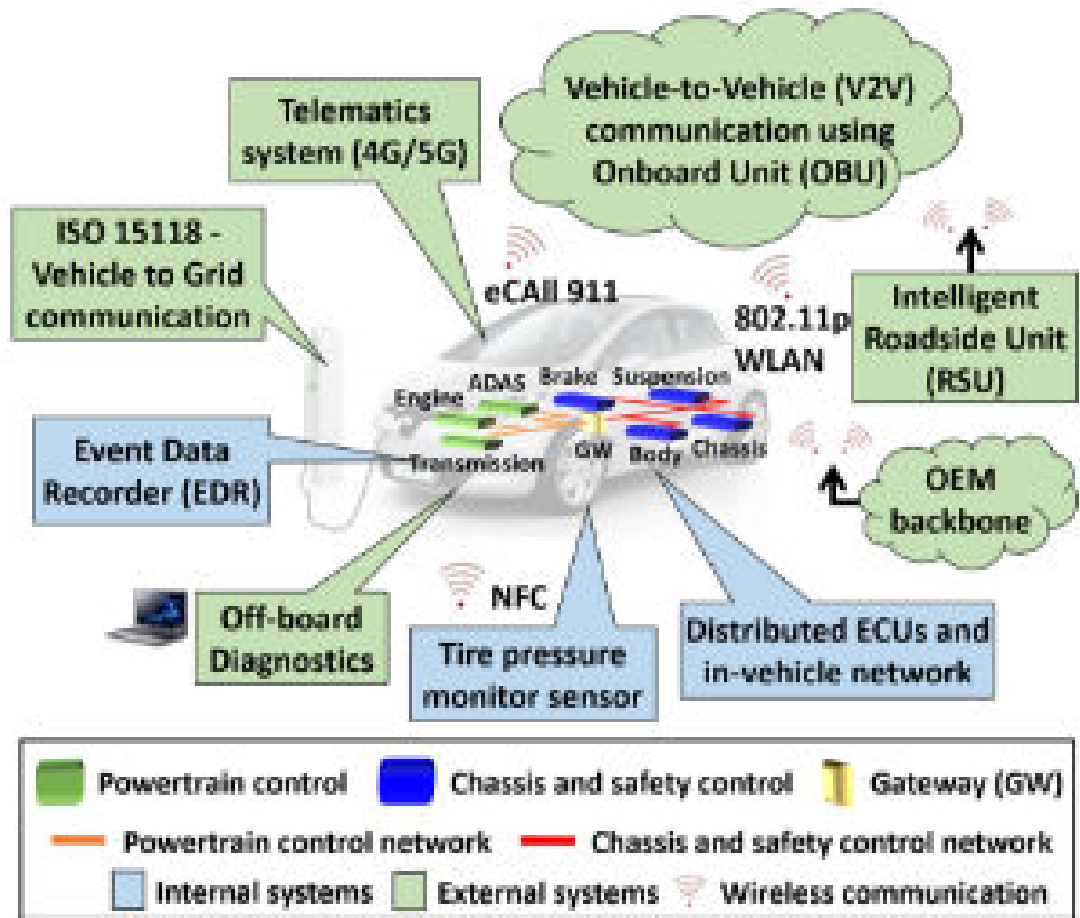 Telematics
system (4G/5G)
Vehicle-to-Vehicle (V2V)
communication using
Onboard Unit (OBU)
ISO 15118 -
Vehicle to Grid
communication
eCAll 911
802.11p
WLAN
Intelligent
Roadside Unit
(RSU)
Engine
ADAS
Brake
Suspension
Transmission
GW
Body
Chassis
Event Data
Recorder (EDR)
OEM
backbone
NFC
Off-board
Diagnostics
Tire pressure
monitor sensor
Distributed ECUs and
in-vehicle network
Powertrain control
Chassis and safety control
Gateway (GW)
Powertrain control network
Chassis and safety control network
Internal systems
External systems
Wireless communication